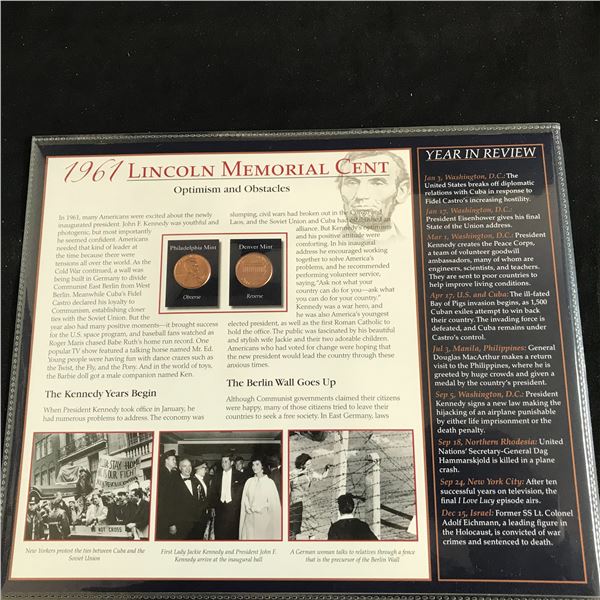 1961 LINCOLN MEMORIAL CENT
Optimism and Obstacles
In 1961, many Americans were excited about the newly
inaugurated president. John F. Kennedy was youthful and
photogenic, but most importantly
he seemed confident. Americans
needed that kind of leader at
the time because there were
tensions all over the world. As the
Cold War continued, a wall was
being built in Germany to divide
Communist East Berlin from West
Berlin. Meanwhile Cuba's Fidel
Castro declared his loyalty to
Communism, establishing closer
ties with the Soviet Union. But the
year also had many positive moments—it brought success
for the U.S. space program, and baseball fans watched as
Roger Maris chased Babe Ruth's home run record. One
popular TV show featured a talking horse named Mr. Ed.
Young people were having fun with dance crazes such as
the Twist, the Fly, and the Pony. And in the world of toys,
the Barbie doll got a male companion named Ken.
The Kennedy Years Begin
When President Kennedy took office in January, he
had numerous problems to address. The economy was
Philadelphia Mint
Obverse
Denver Mint
Reverse
slumping, civil wars had broken out in the Congo and
Laos, and the Soviet Union and Cuba had established an
alliance. But Kennedy's optimism
and his positive attitude were
comforting. In his inaugural
address he encouraged working
together to solve America's
problems, and he recommended
performing volunteer service,
saying, "Ask not what your
country can do for you—ask what
you can do for your country."
Kennedy was a war hero, and
he was also America's youngest
elected president, as well as the first Roman Catholic to
hold the office. The public was fascinated by his beautiful
and stylish wife Jackie and their two adorable children.
Americans who had voted for change were hoping that
the new president would lead the country through these
anxious times.
The Berlin Wall Goes Up
Although Communist governments claimed their citizens
were happy, many of those citizens tried to leave their
countries to seek a free society. In East Germany, laws
New Yorkers protest the ties between Cuba and the
Soviet Union
First Lady Jackie Kennedy and President John F.
Kennedy arrive at the inaugural ball
A German woman talks to relatives through a fence
that is the precursor of the Berlin Wall
YEAR IN REVIEW
Jan 3, Washington, D.C.: The
United States breaks off diplomatic
relations with Cuba in response to
Fidel Castro's increasing hostility.
Jan 17, Washington, D.C.:
President Eisenhower gives his final
State of the Union address.
Mar 1, Washington, D.C.: President
Kennedy creates the Peace Corps,
a team of volunteer goodwill
ambassadors, many of whom are
engineers, scientists, and teachers.
They are sent to poor countries to
help improve living conditions.
Apr 17, U.S. and Cuba: The ill-fated
Bay of Pigs invasion begins, as 1,500
Cuban exiles attempt to win back
their country. The invading force is
defeated, and Cuba remains under
Castro's control.
Jul 3, Manila, Philippines: General
Douglas MacArthur makes a return
visit to the Philippines, where he is
greeted by huge crowds and given a
medal by the country's president.
Sep 5, Washington, D.C.: President
Kennedy signs a new law making the
hijacking of an airplane punishable
by either life imprisonment or the
death penalty.
Sep 18, Northern Rhodesia: United
Nations' Secretary-General Dag
Hammarskjold is killed in a plane
crash.
Sep 24, New York City: After ten
successful years on television, the
final I Love Lucy episode airs.
Dec 15, Israel: Former SS Lt. Colonel
Adolf Eichmann, a leading figure in
the Holocaust, is convicted of war
crimes and sentenced to death.